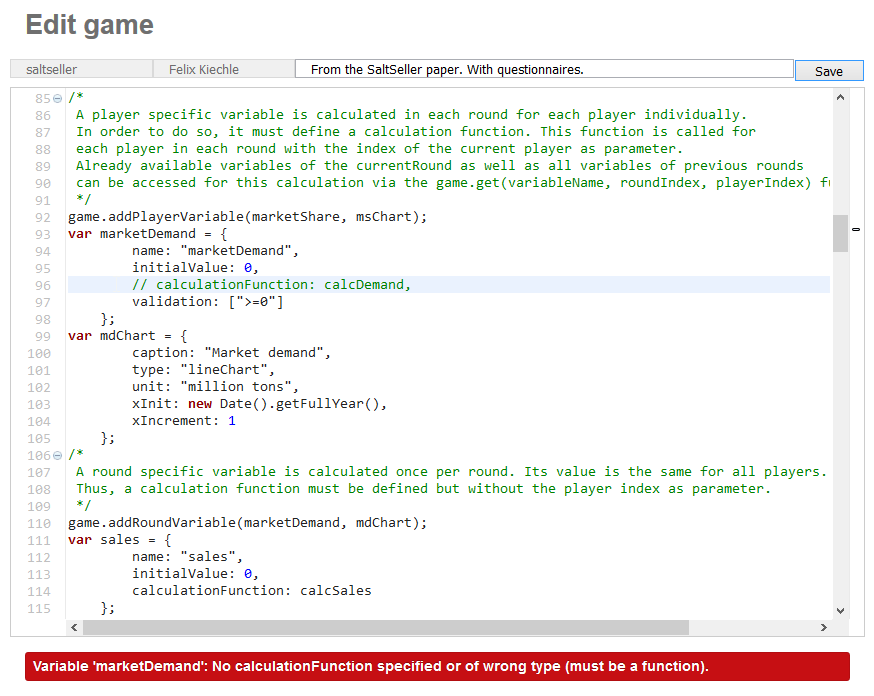 Edit game
saltseller Felix Kiechle From the SaltSeller paper. With questionnaires. Save
85 /*
86 A player specific variable is calculated in each round for each player individually.
87 In order to do so, it must define a calculation function. This function is called for
88 each player in each round with the index of the current player as parameter.
89 Already available variables of the currentRound as well as all variables of previous rounds
90 can be accessed for this calculation via the game.get(variableName, roundIndex, playerIndex) fu
91 */
92 game.addPlayerVariable(marketShare, msChart);
93 var marketDemand = {
94 name: "marketDemand",
95 initialValue: 0,
96 // calculationFunction: calcDemand,
97 validation: [">=0"]
98 };
99 var mdChart = {
100 caption: "Market demand",
101 type: "lineChart",
102 unit: "million tons",
103 xInit: new Date().getFullYear(),
104 xIncrement: 1
105 };
106 /*
107 A round specific variable is calculated once per round. Its value is the same for all players.
108 Thus, a calculation function must be defined but without the player index as parameter.
109 */
110 game.addRoundVariable(marketDemand, mdChart);
111 var sales = {
112 name: "sales",
113 initialValue: 0,
114 calculationFunction: calcSales
115 };
Variable 'marketDemand': No calculationFunction specified or of wrong type (must be a function).